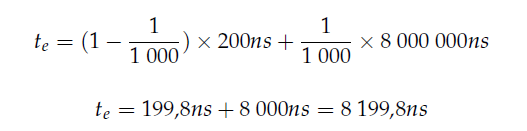 t_e = (1 − 1/1 000) × 200ns + 1/1 000 × 8 000 000ns
t_e = 199,8ns + 8 000ns = 8 199,8ns